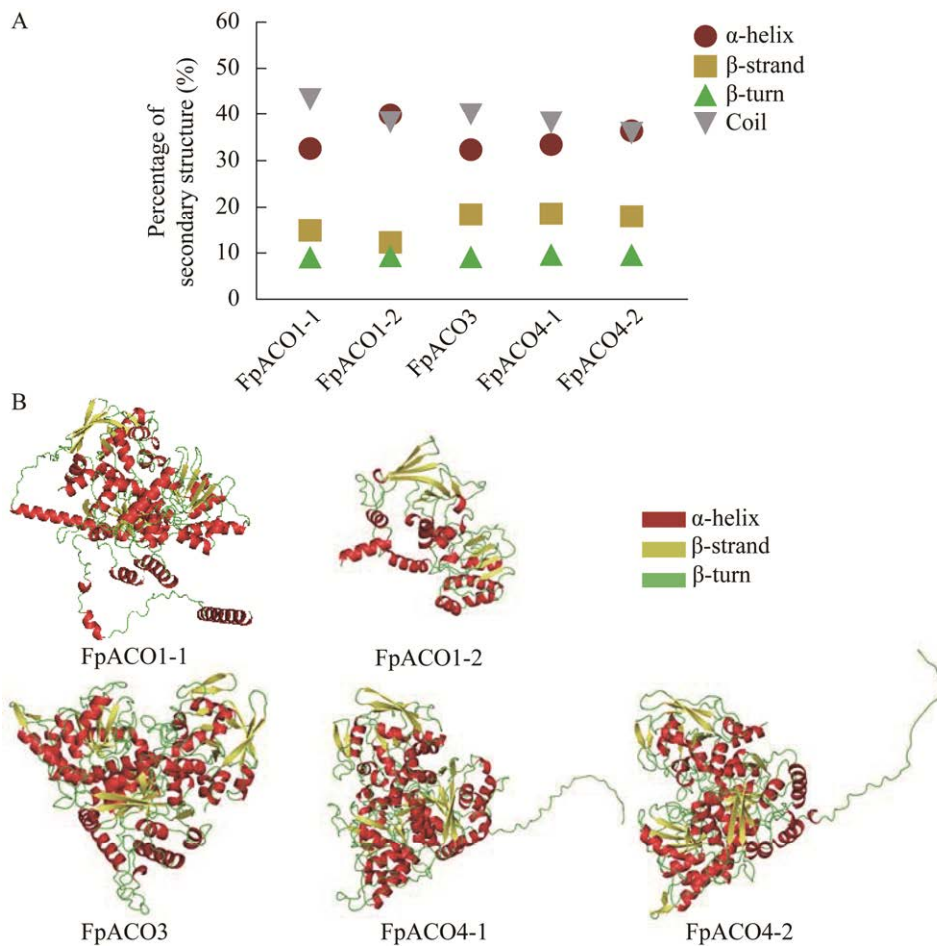 A
Percentage of
secondary structure (%)
60
50
40
30
20
10
0
FpACO1-1
FpACO1-2
FpACO3
FpACO4-1
FpACO4-2
α-helix
β-strand
β-turn
Coil
B
α-helix
β-strand
β-turn
FpACO1-1
FpACO1-2
FpACO3
FpACO4-1
FpACO4-2